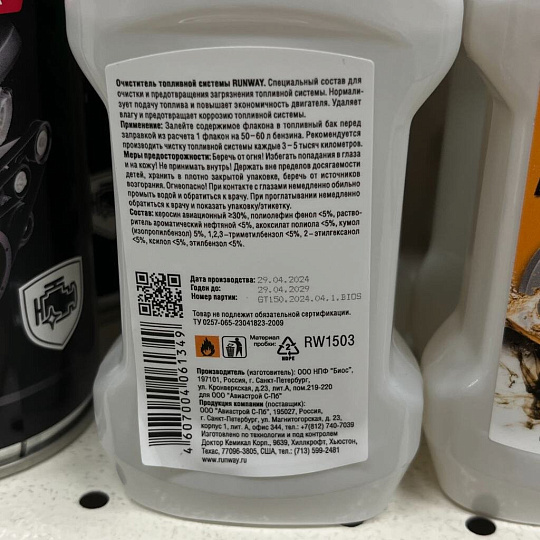 Очиститель топливной системы RUNWAY. Специальный состав для
очистки и предотвращения загрязнения топливной системы. Нормали-
зует подачу топлива и повышает экономичность двигателя. Удаляет
влагу и предотвращает коррозию топливной системы.
Применение: Залейте содержимое флакона в топливный бак перед
заправкой из расчета 1 флакон на 50–60 л бензина. Рекомендуется
производить чистку топливной системы каждые 3–5 тысяч километров.
Меры предосторожности: Беречь от огня! Избегать попадания в глаза
и на кожу! Не принимать внутрь! Держать вне пределов досягаемости
детей, хранить в плотно закрытой упаковке, беречь от источников
возгорания. Огнеопасно! При контакте с глазами немедленно обильно
промыть водой и обратиться к врачу. При проглатывании немедленно
обратиться к врачу и показать упаковку/этикетку.
Состав: керосин авиационный ≥30%, полиолефин фенол <5%, раство-
ритель ароматический нефтяной <5%, акоксилат полиола <5%, кумол
(изопропилбензол) 5%, 1,2,3–триметилбензол <5%, 2–этилгексанол
<5%, ксилол <5%, этилбензол <5%.
Дата производства 29.04.2024
Годен до: 29.04.2029
Номер партии: GT150.2024.04.1.BIOS
Товар не подлежит обязательной сертификации.
ТУ 0257-065-23041823-2009
Материал
пробки:
2
HDPE
RW1503
Производитель (изготовитель): ООО НПФ "Биос",
197101, Россия, г. Санкт-Петербург,
ул. Кронверкская, д.23 лит.А, пом.219-220
для ООО "Авиастрой С-Пб"
Продукция компании (поставщик):
ООО "Авиастрой С-Пб", 195027, Россия,
г. Санкт-Петербург, ул. Магнитогорская, д. 23,
корпус 1, лит. А, офис 344, тел.: +7(812) 740-7039
Изготовлено по технологии и под контролем
Доктор Кемикал Корп., 9639, Хиллкрофт, Хьюстон,
Техас, 77096-3805, США, тел.: (713) 599-2481
www.runway.ru
4607004061349